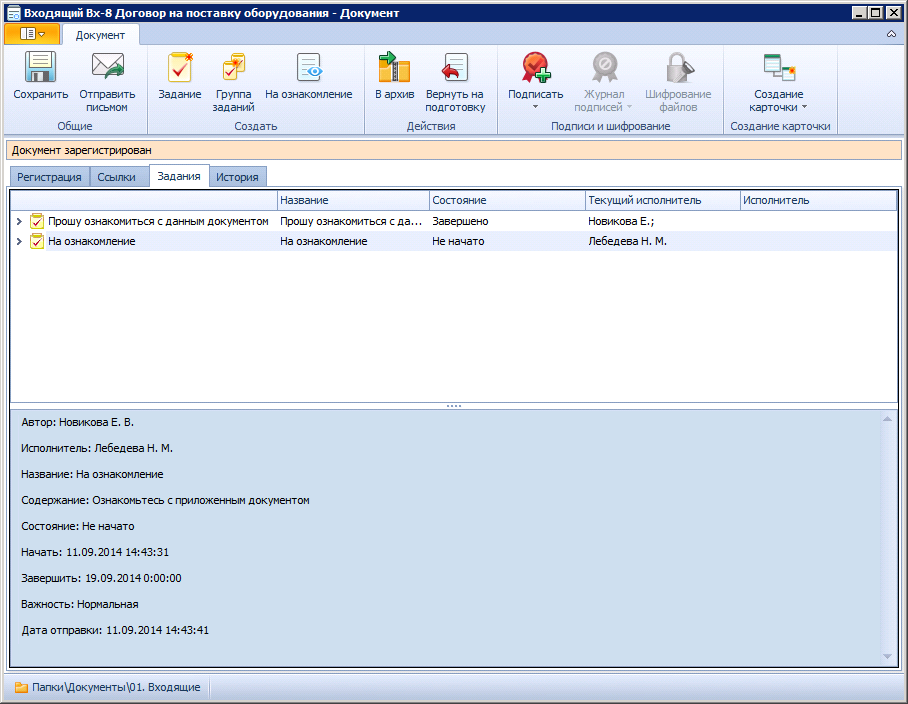 Входящий Вх-8 Договор на поставку оборудования - Документ
Документ
Сохранить
Отправить
письмом
Общие
Задание
Группа
заданий
На ознакомление
Создать
В архив
Вернуть на
подготовку
Действия
Подписать
Журнал
подписей
Шифрование
файлов
Подписи и шифрование
Создание
карточки
Создание карточки
Документ зарегистрирован
Регистрация Ссылки Задания История
Название Состояние Текущий исполнитель Исполнитель
Прошу ознакомиться с данным документом Прошу ознакомиться с да... Завершено Новикова Е.;
На ознакомление На ознакомление Не начато Лебедева Н. М.
Автор: Новикова Е. В.
Исполнитель: Лебедева Н. М.
Название: На ознакомление
Содержание: Ознакомьтесь с приложенным документом
Состояние: Не начато
Начать: 11.09.2014 14:43:31
Завершить: 19.09.2014 0:00:00
Важность: Нормальная
Дата отправки: 11.09.2014 14:43:41
Папки\Документы\01. Входящие